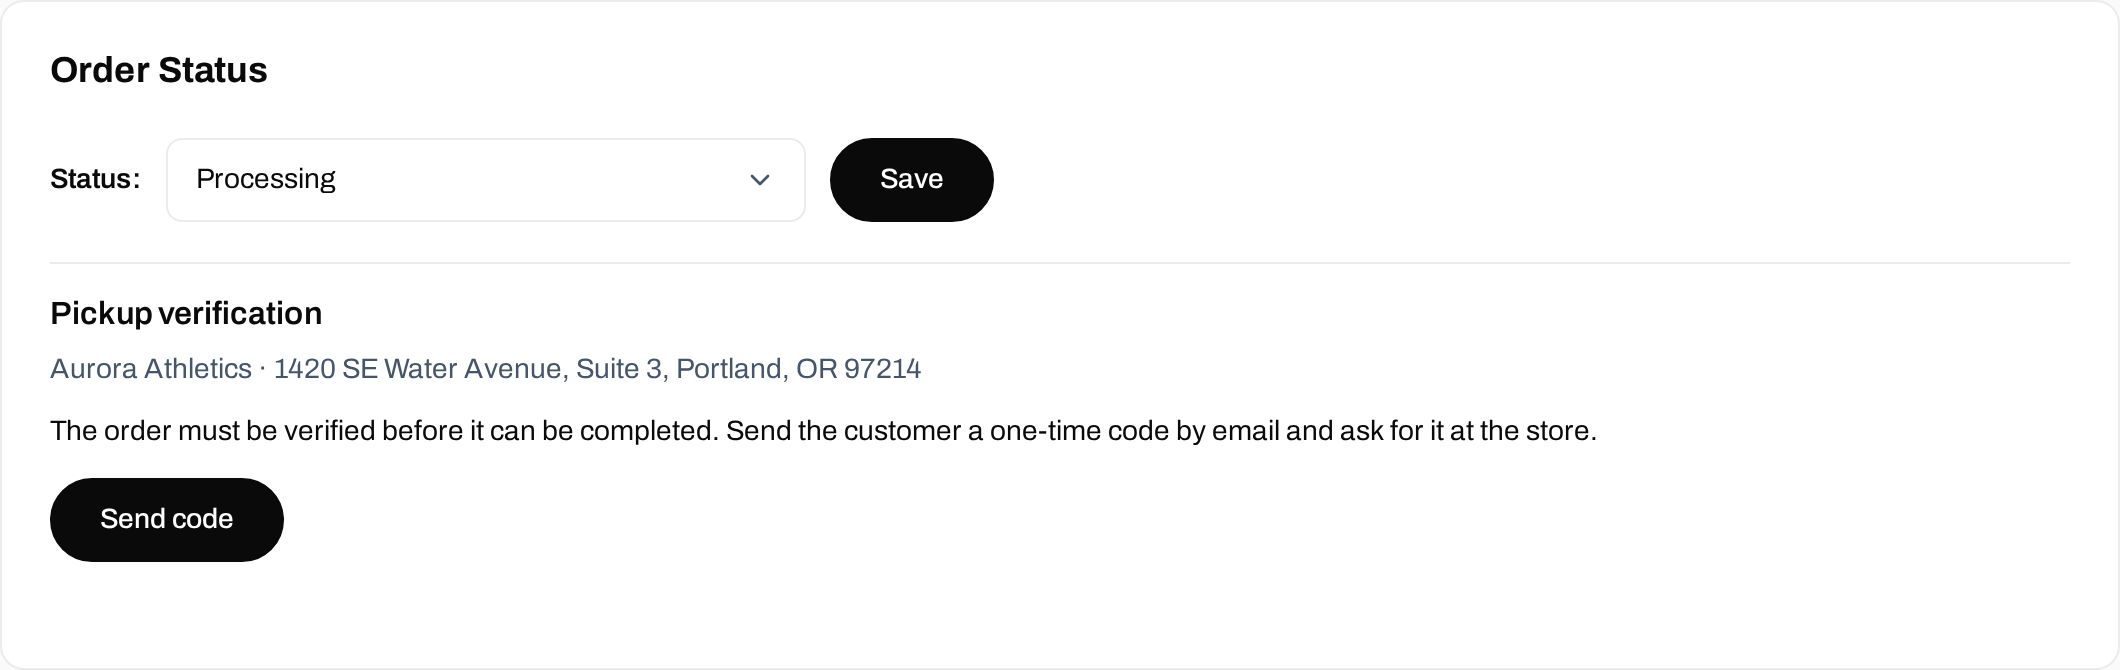 Order Status
Status: Processing Save
Pickup verification
Aurora Athletics · 1420 SE Water Avenue, Suite 3, Portland, OR 97214
The order must be verified before it can be completed. Send the customer a one-time code by email and ask for it at the store.
Send code